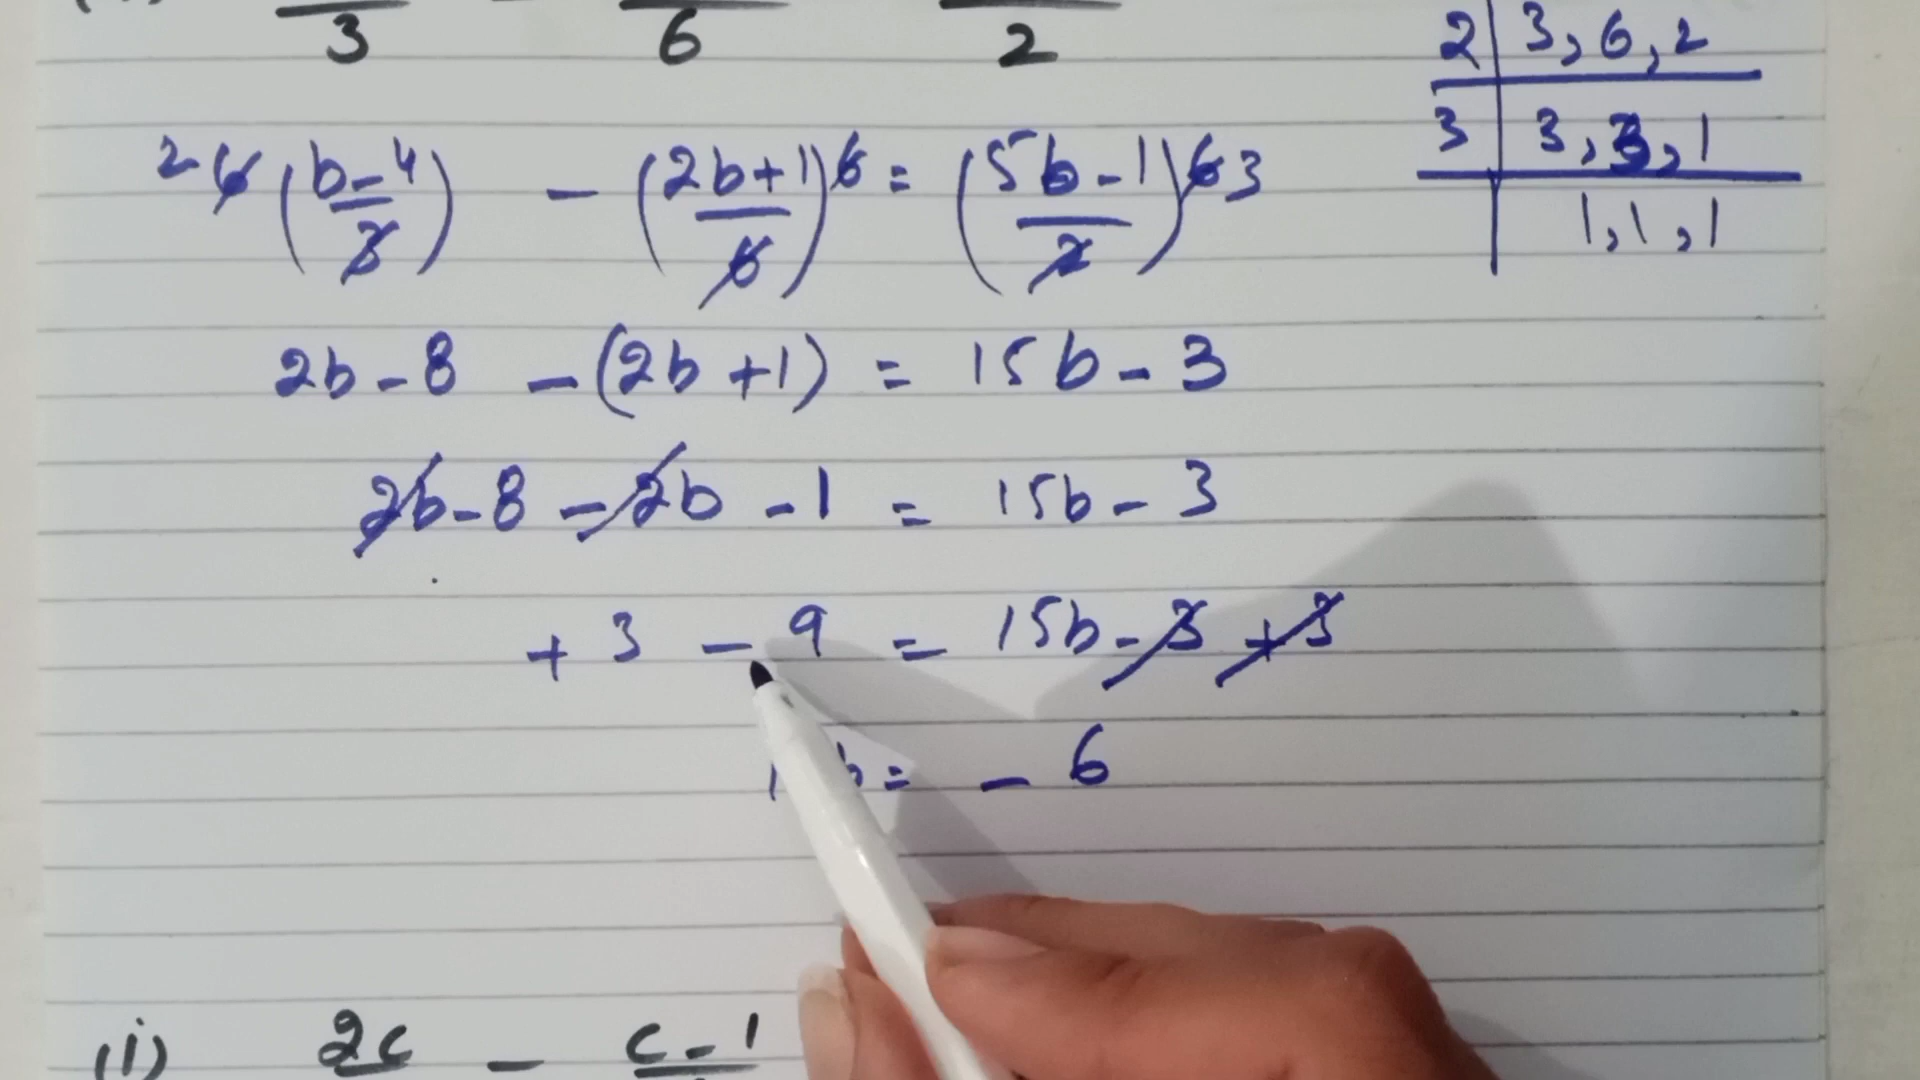 3 6 2
2 | 3, 6, 2
3 | 3, 3, 1
1, 1, 1
2 6 (b-4/3) - (2b+1/6) 6 = (5b-1/2) 6 3
2b - 8 - (2b + 1) = 15b - 3
2b - 8 - 2b - 1 = 15b - 3
+ 3 - 9 = 15b - 3 + 3
b = - 6
(i) 2c - c - 1